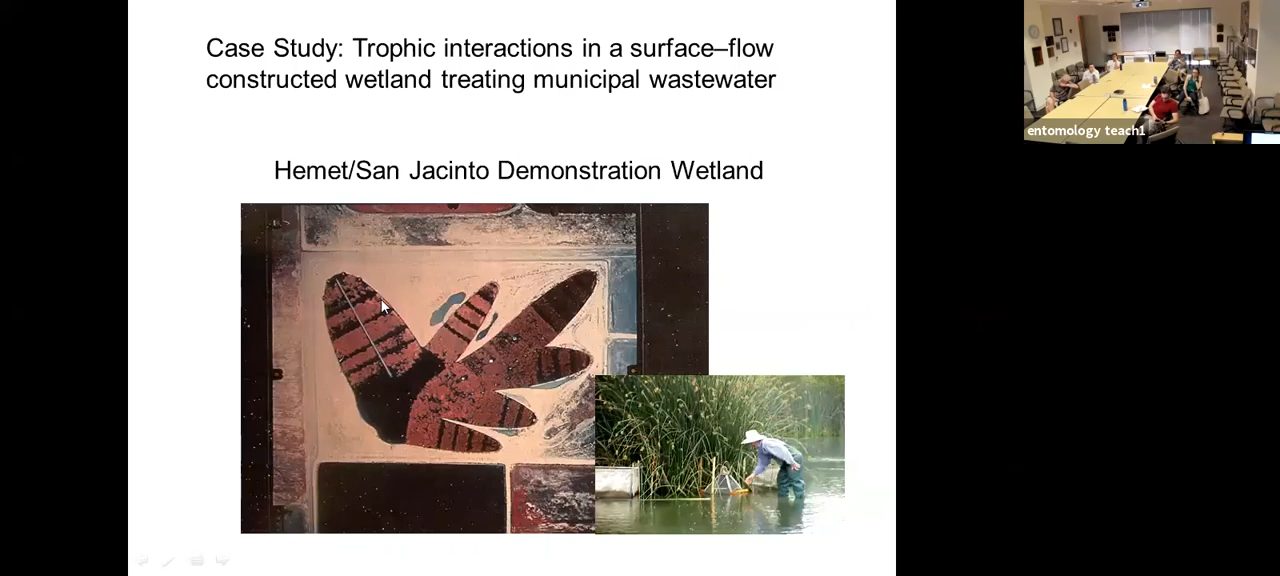 Case Study: Trophic interactions in a surface–flow
constructed wetland treating municipal wastewater
Hemet/San Jacinto Demonstration Wetland
entomology teach1